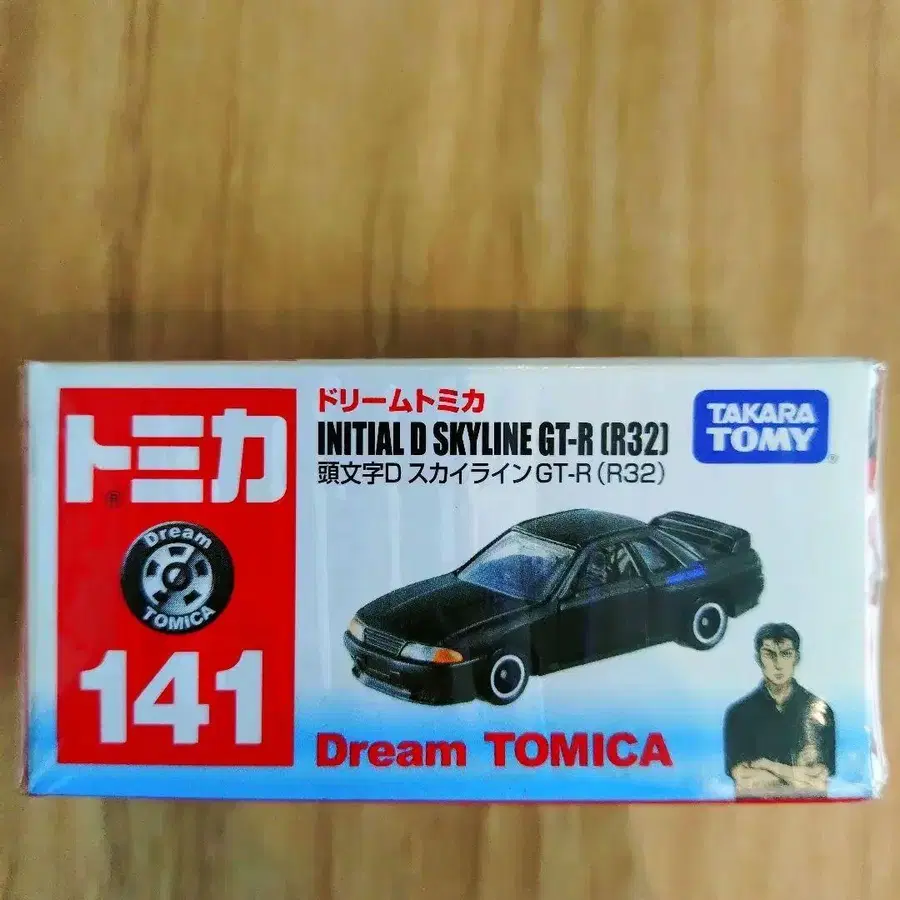 トミカ
®
Dream
TOMICA
141
ドリームトミカ
INITIAL D SKYLINE GT-R (R32)
頭文字D スカイラインGT-R (R32)
Dream TOMICA
TAKARA
TOMY
®